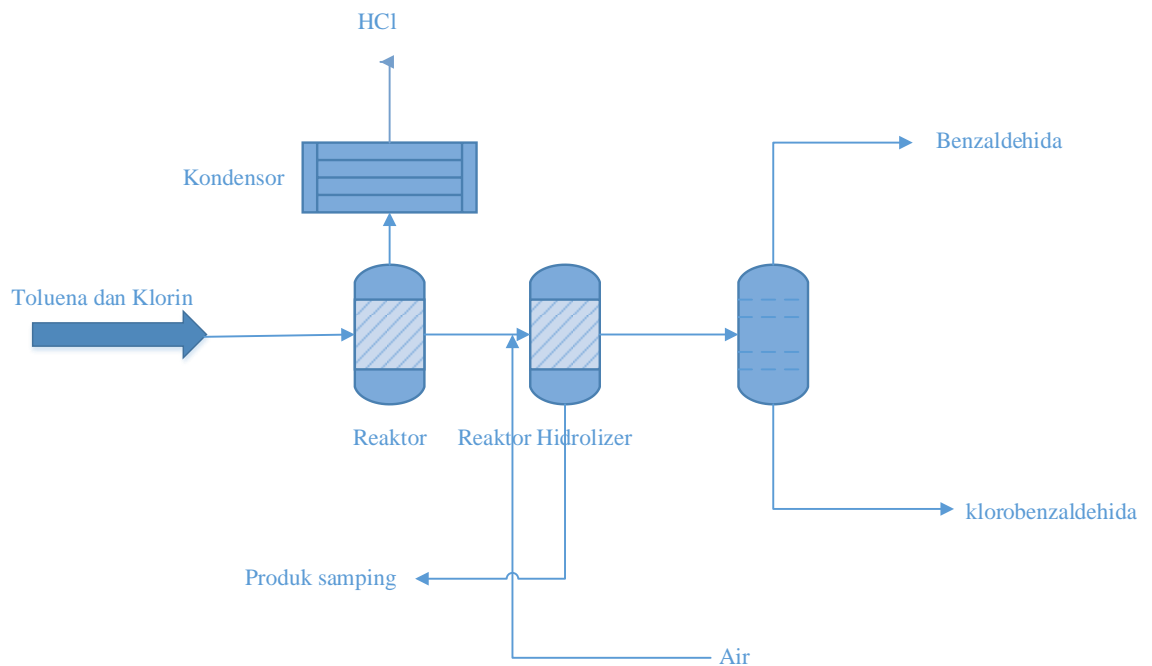 HCl
Benzaldehida
Kondensor
Toluena dan Klorin
Reaktor
Reaktor Hidrolizer
klorobenzaldehida
Produk samping
Air